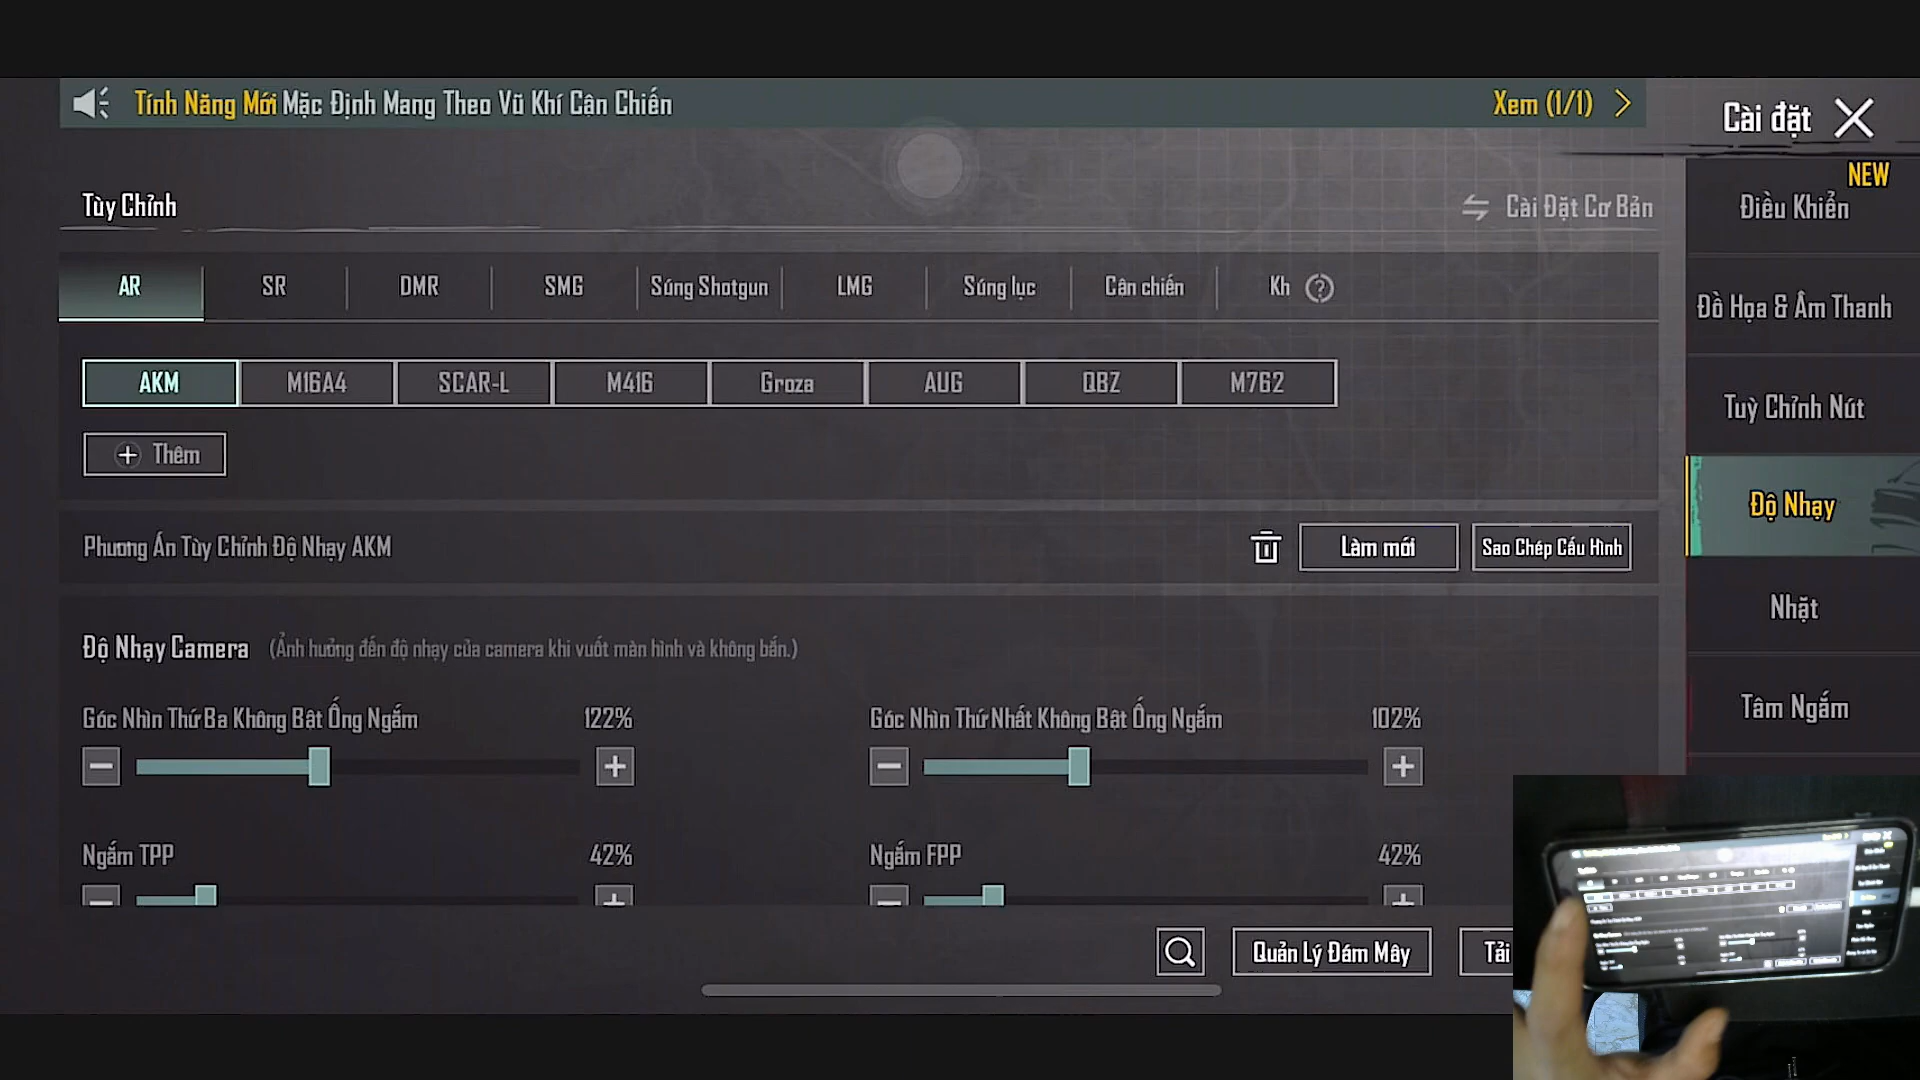 Tính Năng Mới Mặc Định Mang Theo Vũ Khí Cận Chiến
Xem (1/1)
Cài đặt
Tùy Chỉnh
Cài Đặt Cơ Bản
NEW
Điều Khiển
Đồ Họa & Âm Thanh
Tuỳ Chỉnh Nút
Độ Nhạy
Nhặt
Tâm Ngắm
AR
SR
DMR
SMG
Súng Shotgun
LMG
Súng lục
Cận chiến
Kh
AKM
M16A4
SCAR-L
M416
Groza
AUG
QBZ
M762
Thêm
Phương Án Tùy Chỉnh Độ Nhạy AKM
Làm mới
Sao Chép Cấu Hình
Độ Nhạy Camera (Ảnh hưởng đến độ nhạy của camera khi vuốt màn hình và không bắn.)
Góc Nhìn Thứ Ba Không Bật Ống Ngắm 122%
Góc Nhìn Thứ Nhất Không Bật Ống Ngắm 102%
Ngắm TPP 42%
Ngắm FPP 42%
Quản Lý Đám Mây
Tải